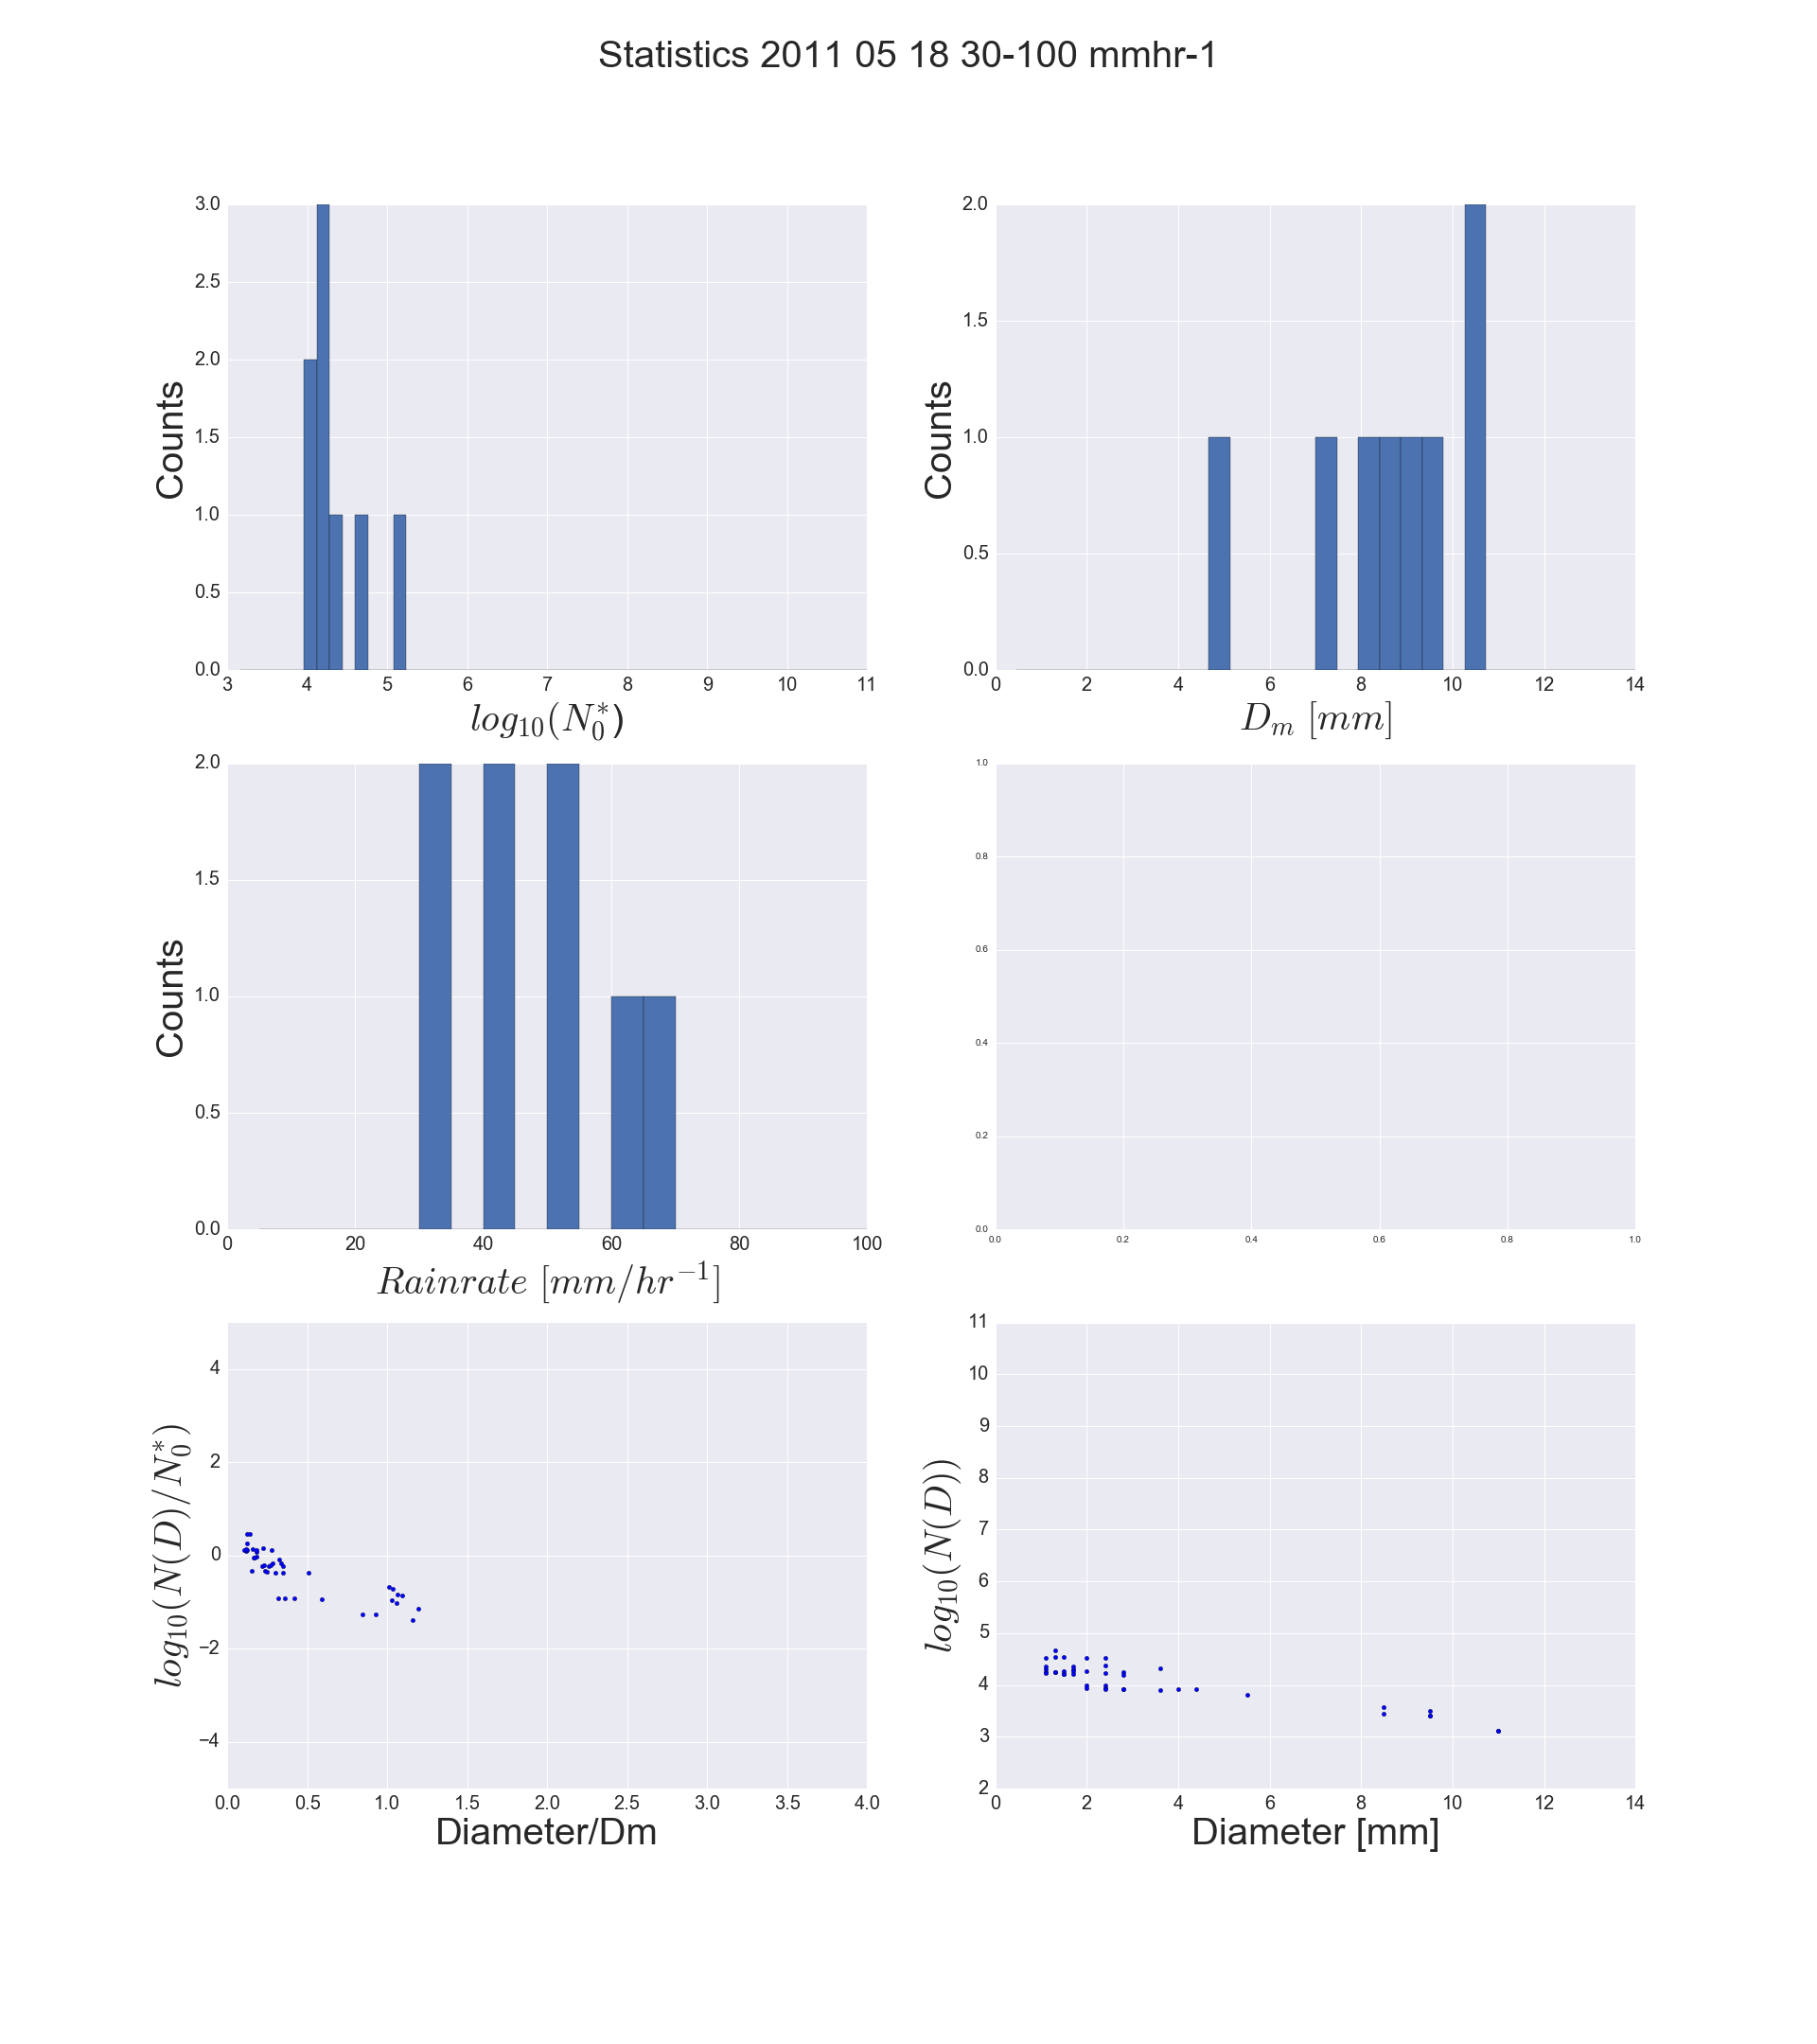 Statistics 2011 05 18 30-100 mmhr-1
3.0
2.5
2.0
1.5
1.0
0.5
0.0
Counts
3 4 5 6 7 8 9 10 11
log₁₀(N₀*)
2.0
1.5
1.0
0.5
0.0
Counts
0 2 4 6 8 10 12 14
Dₘ [mm]
2.0
1.5
1.0
0.5
0.0
Counts
0 20 40 60 80 100
Rainrate [mm/hr⁻¹]
1.0
0.8
0.6
0.4
0.2
0.0
0.0 0.2 0.4 0.6 0.8 1.0
4
2
0
−2
−4
log₁₀(N(D)/N₀*)
0.0 0.5 1.0 1.5 2.0 2.5 3.0 3.5 4.0
Diameter/Dm
11
10
9
8
7
6
5
4
3
2
log₁₀(N(D))
0 2 4 6 8 10 12 14
Diameter [mm]